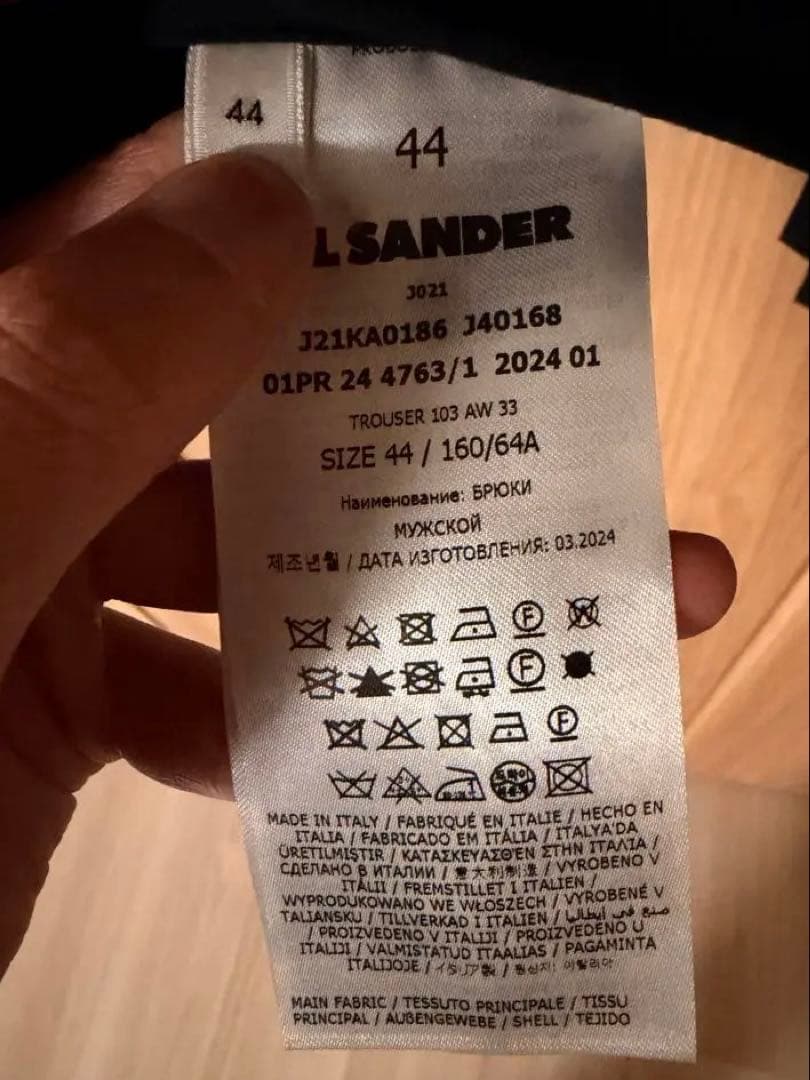 44
44
L SANDER
J021
J21KA0186 J40168
01PR 24 4763/1 2024 01
TROUSER 103 AW 33
SIZE 44 / 160/64A
Наименование: БРЮКИ
МУЖСКОЙ
제조년월 / ДАТА ИЗГОТОВЛЕНИЯ: 03.2024
F W
F
F
드라이
MADE IN ITALY / FABRIQUÉ EN ITALIE / HECHO EN
ITALIA / FABRICADO EM ITÁLIA / ITALYA'DA
ÜRETILMIŞTIR / ΚΑΤΑΣΚΕΥΑΣΘΕΝ ΣΤΗΝ ΙΤΑΛΙΑ /
СДЕЛАНО В ИТАЛИИ / 意大利制造 / VYROBENO V
ITÁLII / FREMSTILLET I ITALIEN /
WYPRODUKOWANO WE WŁOSZECH / VYROBENÉ V
TALIANSKU / TILLVERKAD I ITALIEN / صنع في إيطاليا
/ PROIZVEDENO V ITALIJI / PROIZVEDENO U
ITALIJI / VALMISTATUD ITAALIAS / PAGAMINTA
ITALIJOJE / イタリア製 / 원산지: 이탈리아
MAIN FABRIC / TESSUTO PRINCIPALE / TISSU
PRINCIPAL / AUßENGEWEBE / SHELL / TEJIDO